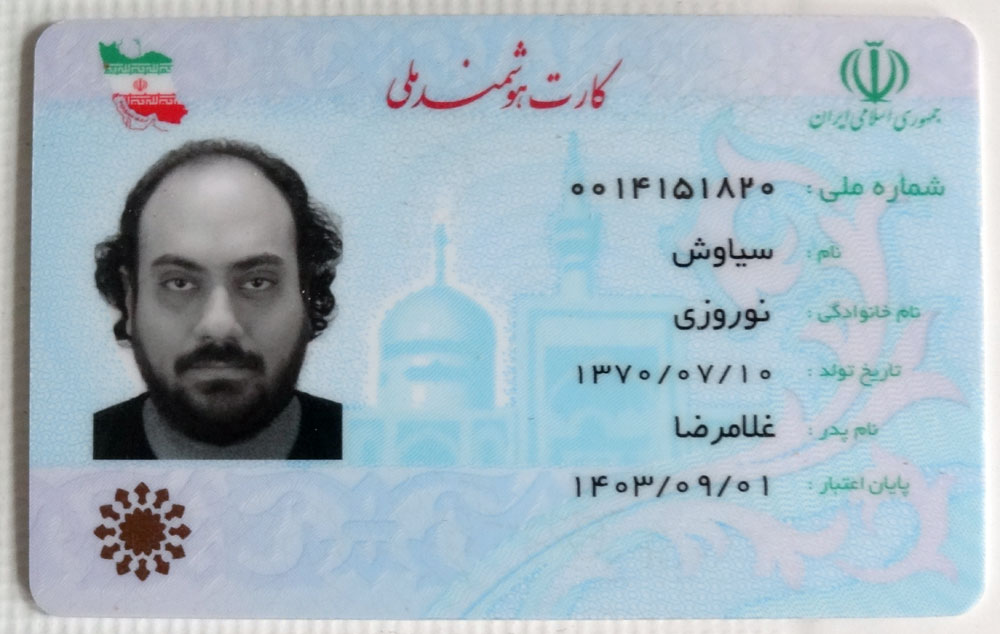 کارت هوشمند ملی
جمهوری اسلامی ایران
شماره ملی : ۰۰۱۴۱۵۱۸۲۰
نام : سیاوش
نام خانوادگی : نوروزی
تاریخ تولد : ۱۳۷۰/۰۷/۱۰
نام پدر : غلامرضا
پایان اعتبار : ۱۴۰۳/۰۹/۰۱